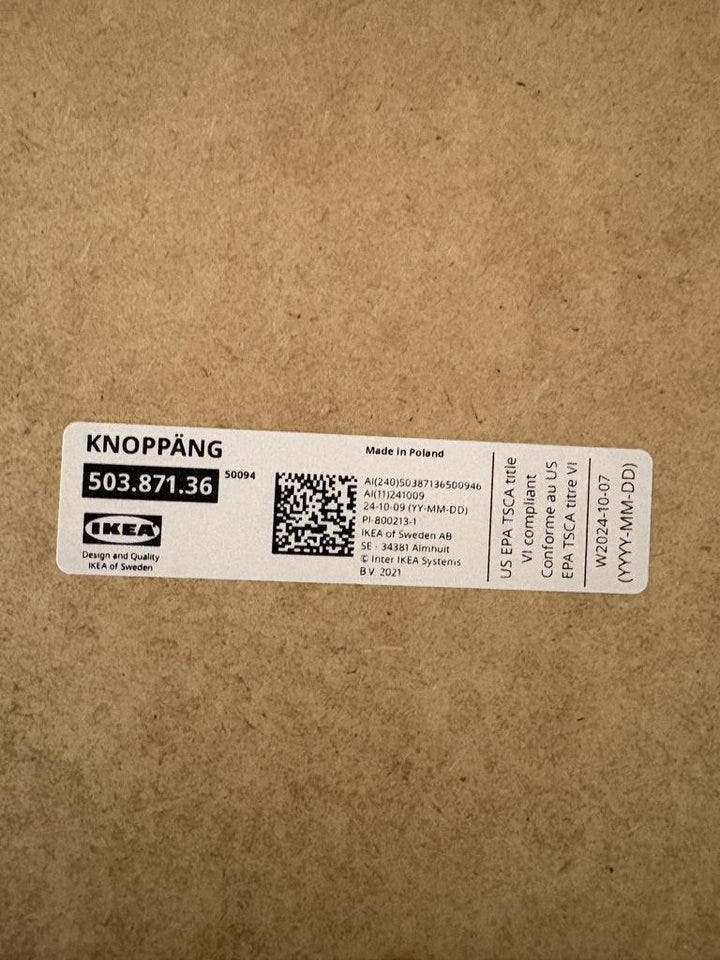 KNOPPÄNG
503.871.36
50094
IKEA
Design and Quality
IKEA of Sweden
Made in Poland
AI(240)50387136500946
AI(11)241009
24-10-09 (YY-MM-DD)
PI-800213-1
IKEA of Sweden AB
SE - 34381 Älmhult
© Inter IKEA Systems
B.V. 2021
US EPA TSCA title
VI compliant
Conforme au US
EPA TSCA titre VI
W2024-10-07
(YYYY-MM-DD)